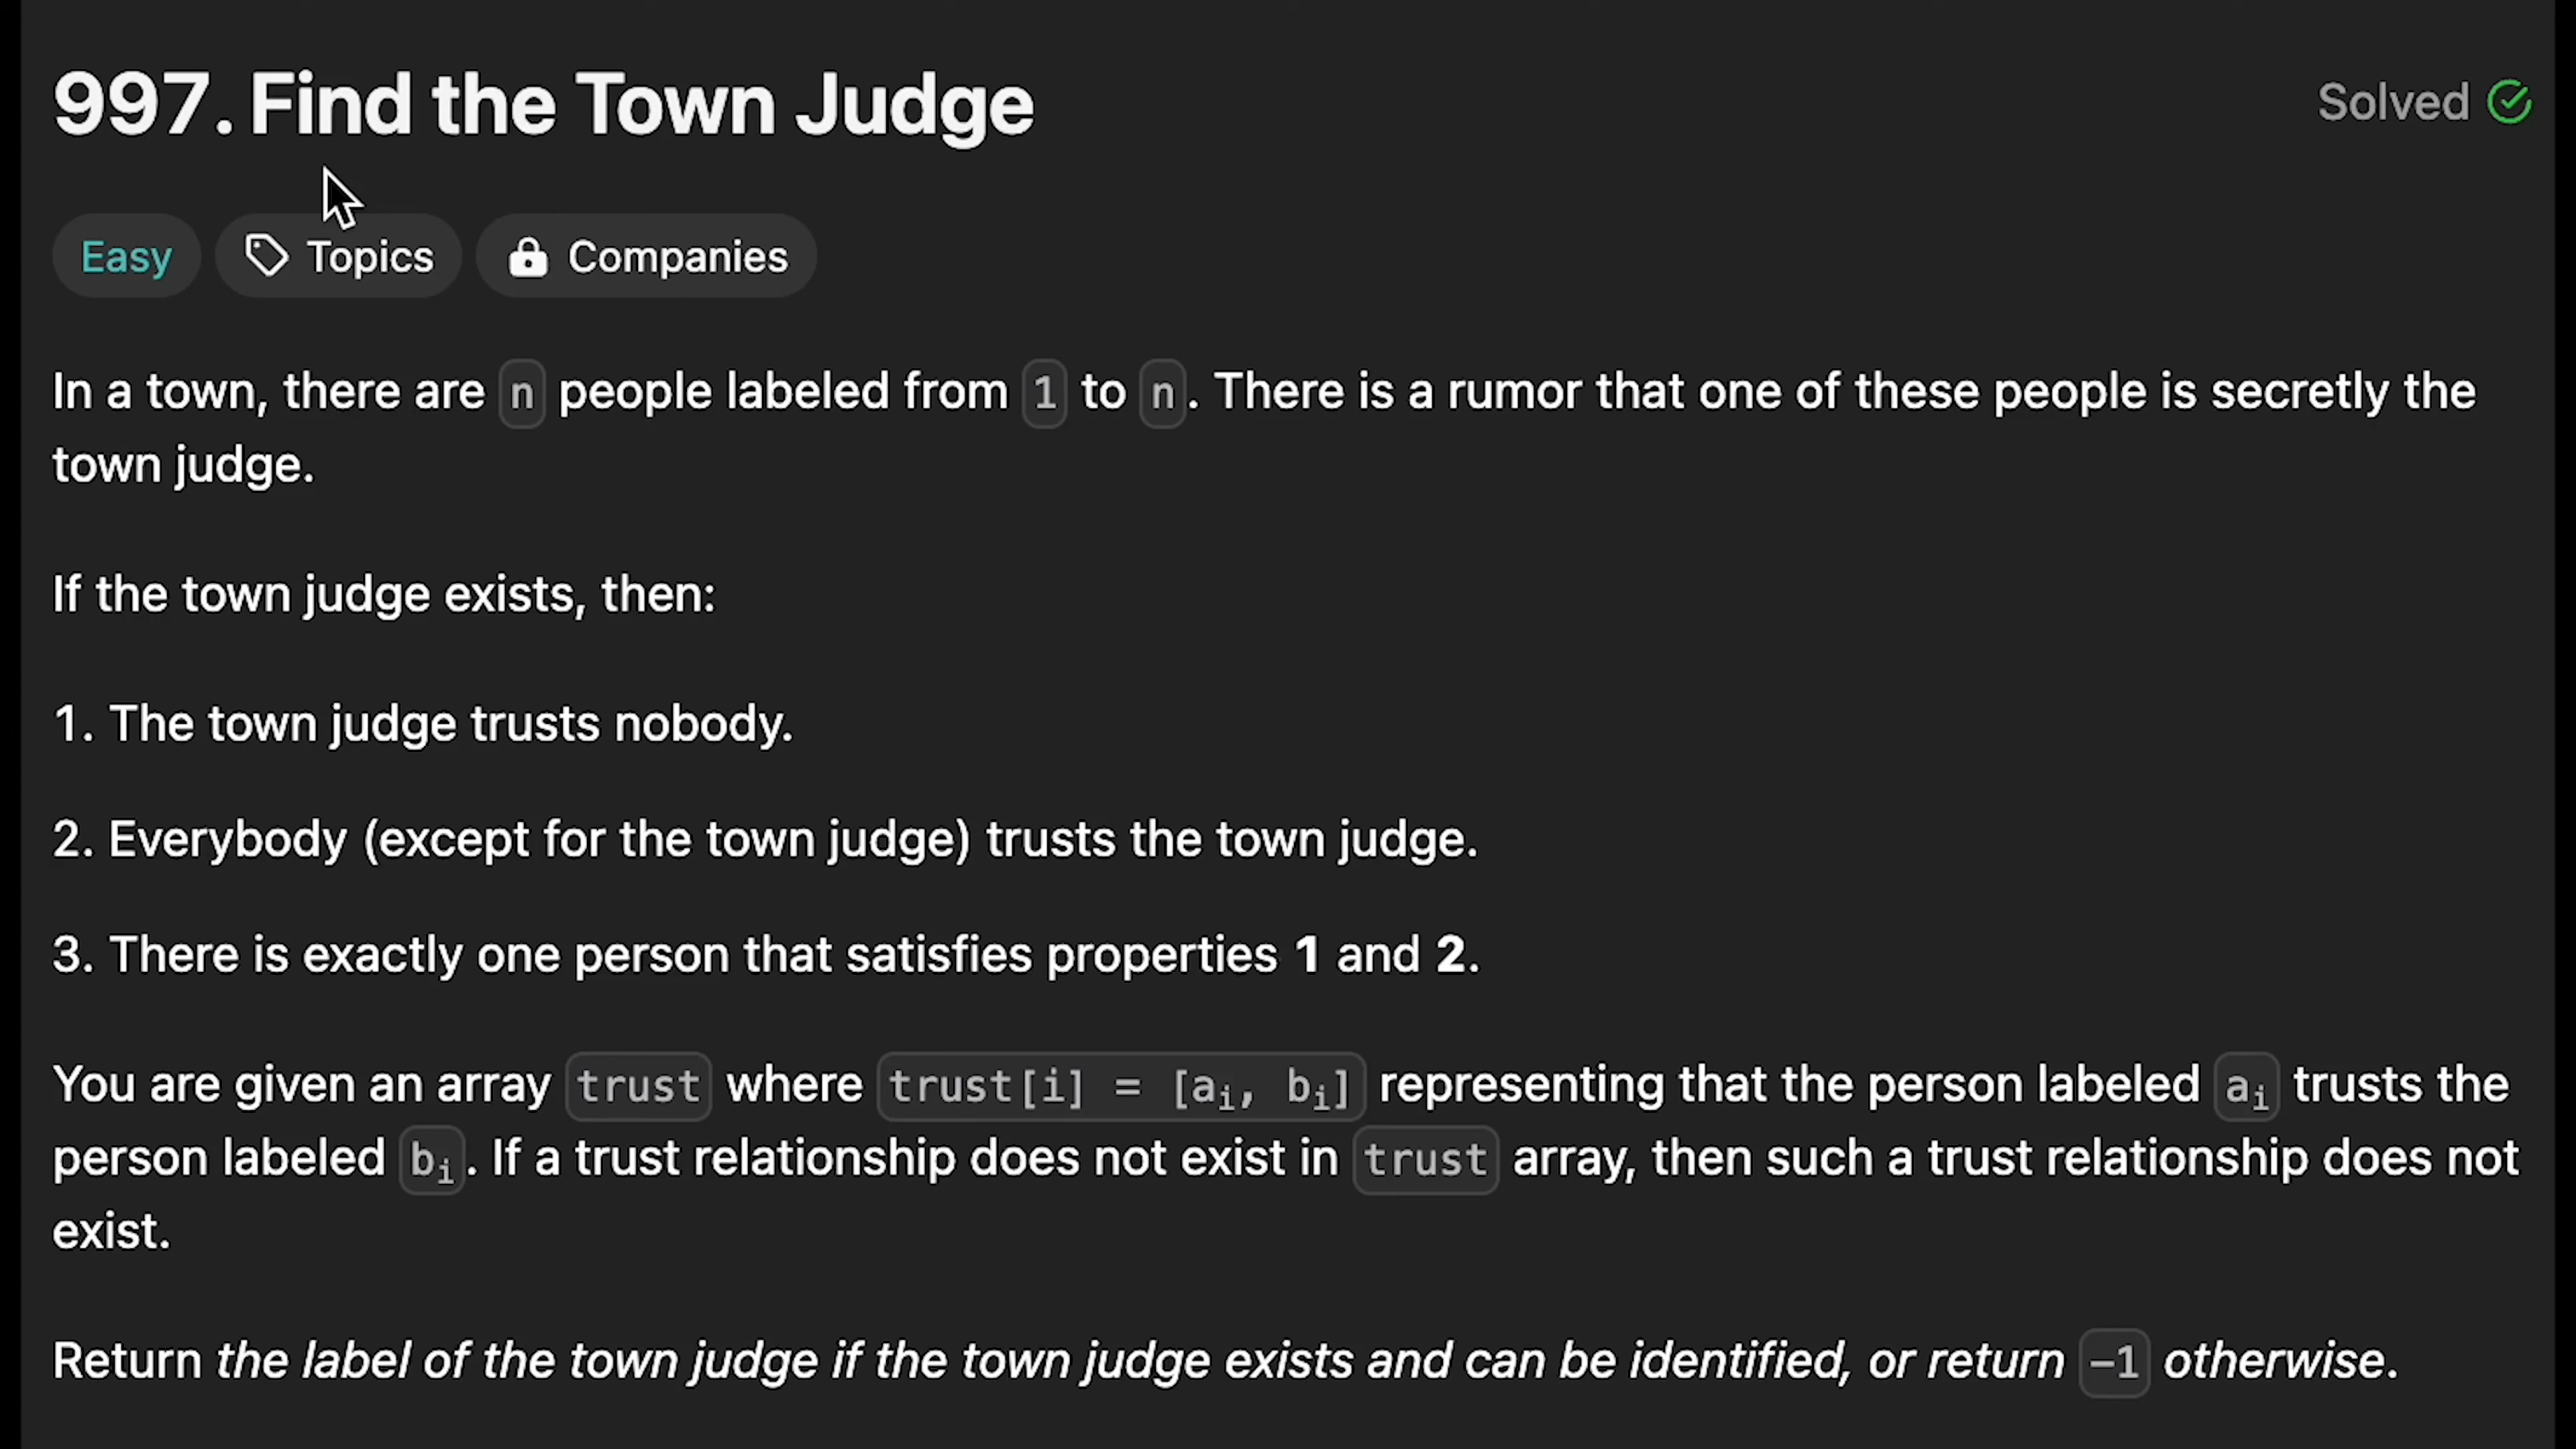 997. Find the Town Judge
Solved
Easy
Topics
Companies
In a town, there are n people labeled from 1 to n. There is a rumor that one of these people is secretly the
town judge.
If the town judge exists, then:
1. The town judge trusts nobody.
2. Everybody (except for the town judge) trusts the town judge.
3. There is exactly one person that satisfies properties 1 and 2.
You are given an array trust where trust[i] = [ai, bi] representing that the person labeled ai trusts the
person labeled bi. If a trust relationship does not exist in trust array, then such a trust relationship does not
exist.
Return the label of the town judge if the town judge exists and can be identified, or return -1 otherwise.